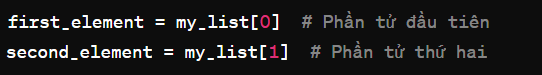 first_element = my_list[0]  # Phần tử đầu tiên
second_element = my_list[1]  # Phần tử thứ hai